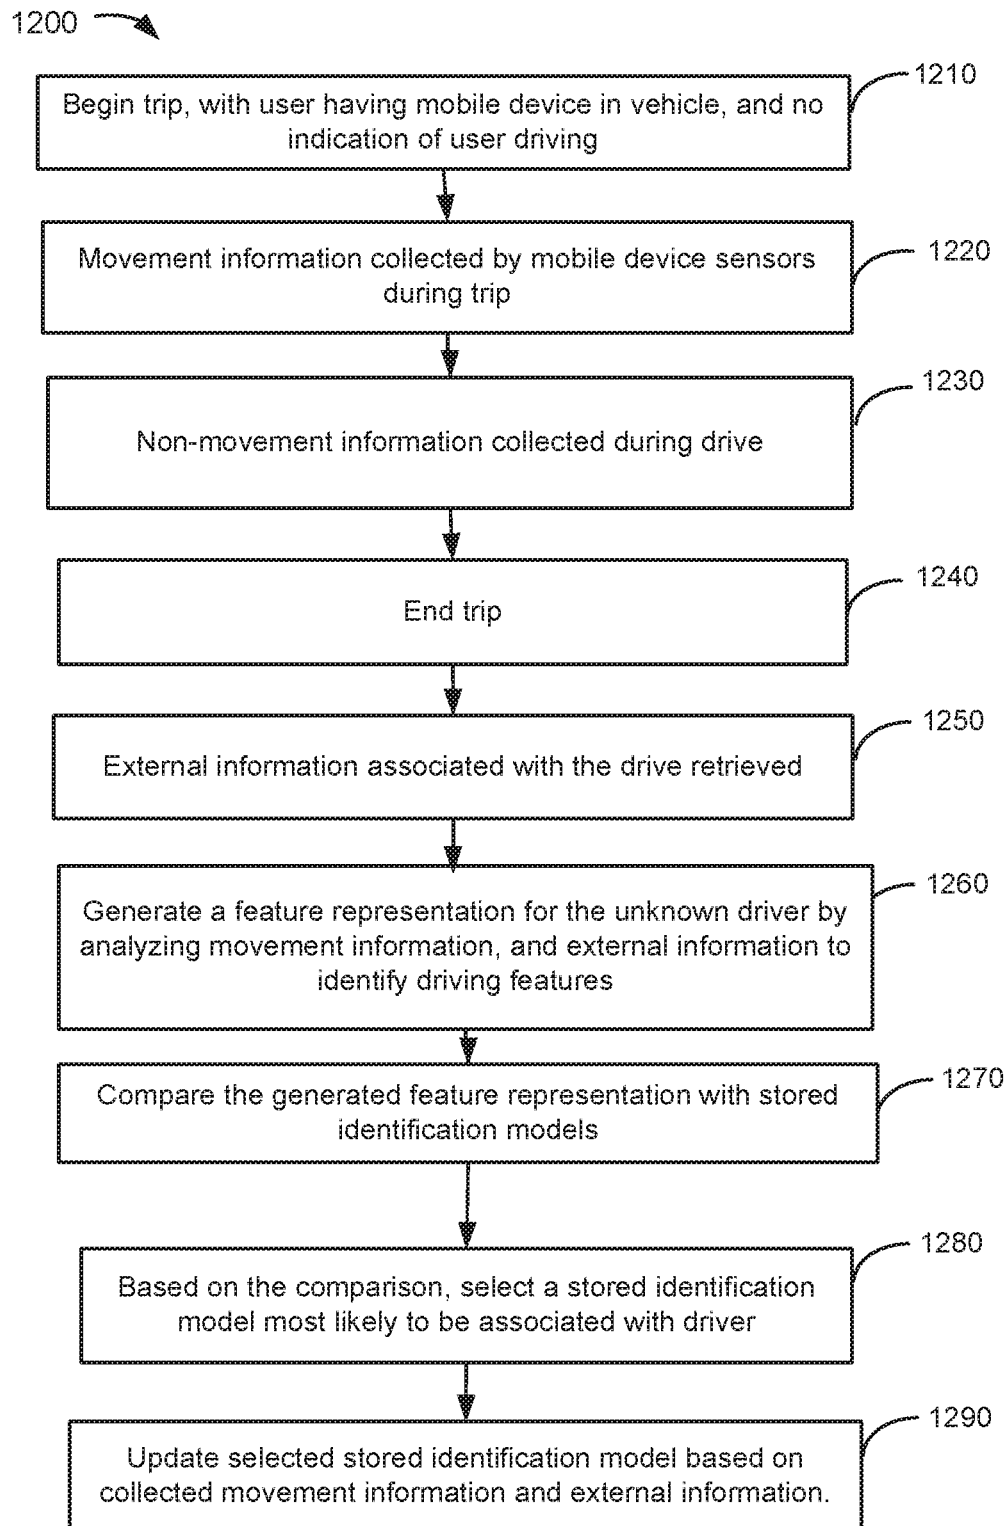 1200
1210
Begin trip, with user having mobile device in vehicle, and no
indication of user driving
1220
Movement information collected by mobile device sensors
during trip
1230
Non-movement information collected during drive
1240
End trip
1250
External information associated with the drive retrieved
1260
Generate a feature representation for the unknown driver by
analyzing movement information, and external information to
identify driving features
1270
Compare the generated feature representation with stored
identification models
1280
Based on the comparison, select a stored identification
model most likely to be associated with driver
1290
Update selected stored identification model based on
collected movement information and external information.